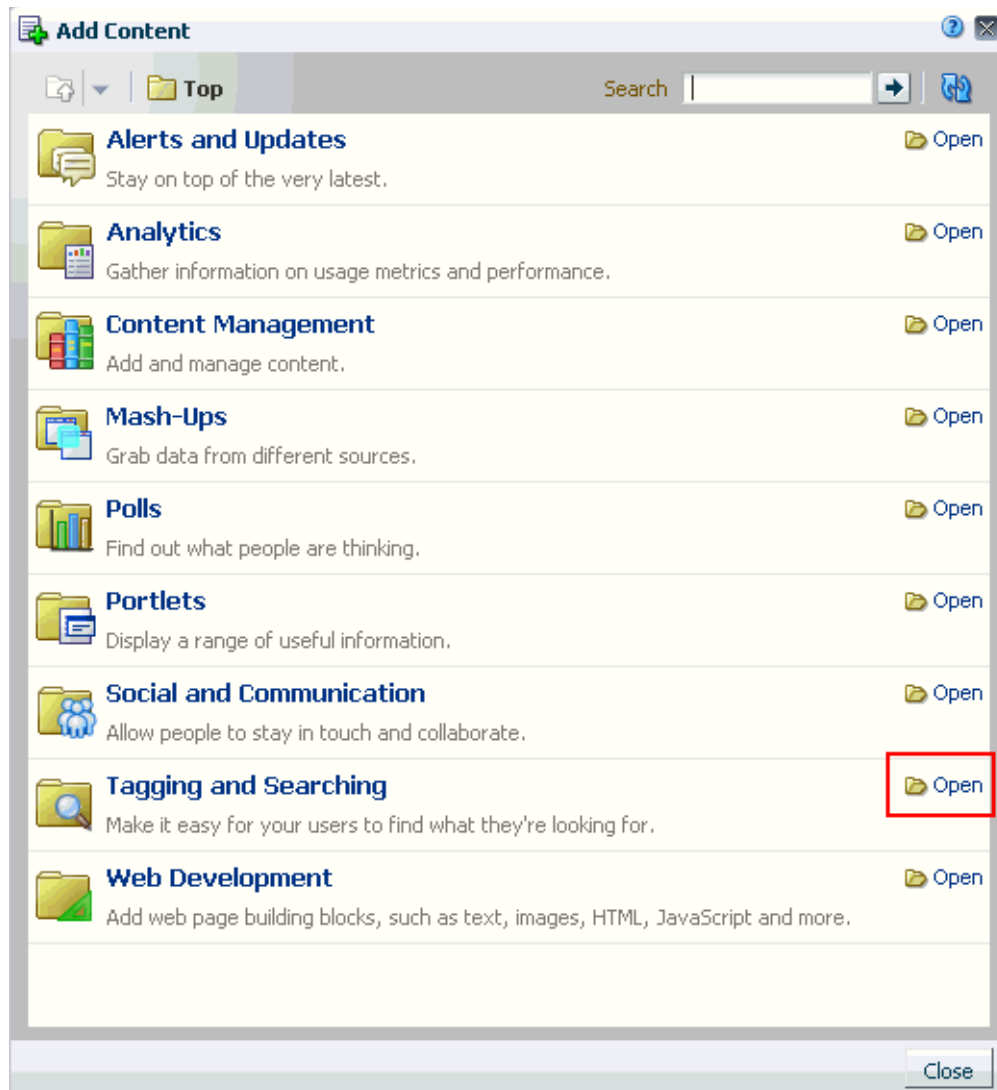 Add Content
Top Search
Alerts and Updates Open
Stay on top of the very latest.
Analytics Open
Gather information on usage metrics and performance.
Content Management Open
Add and manage content.
Mash-Ups Open
Grab data from different sources.
Polls Open
Find out what people are thinking.
Portlets Open
Display a range of useful information.
Social and Communication Open
Allow people to stay in touch and collaborate.
Tagging and Searching Open
Make it easy for your users to find what they're looking for.
Web Development Open
Add web page building blocks, such as text, images, HTML, JavaScript and more.
Close